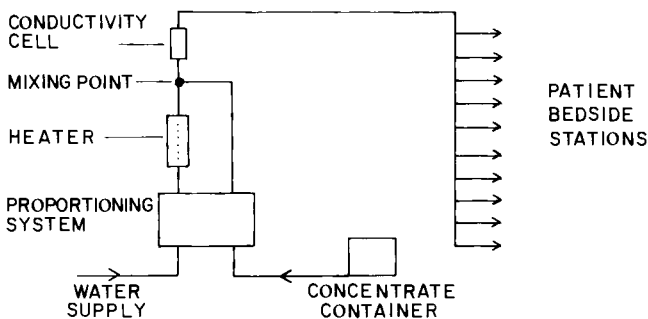 CONDUCTIVITY
CELL
MIXING POINT
HEATER
PROPORTIONING
SYSTEM
WATER
SUPPLY
CONCENTRATE
CONTAINER
PATIENT
BEDSIDE
STATIONS